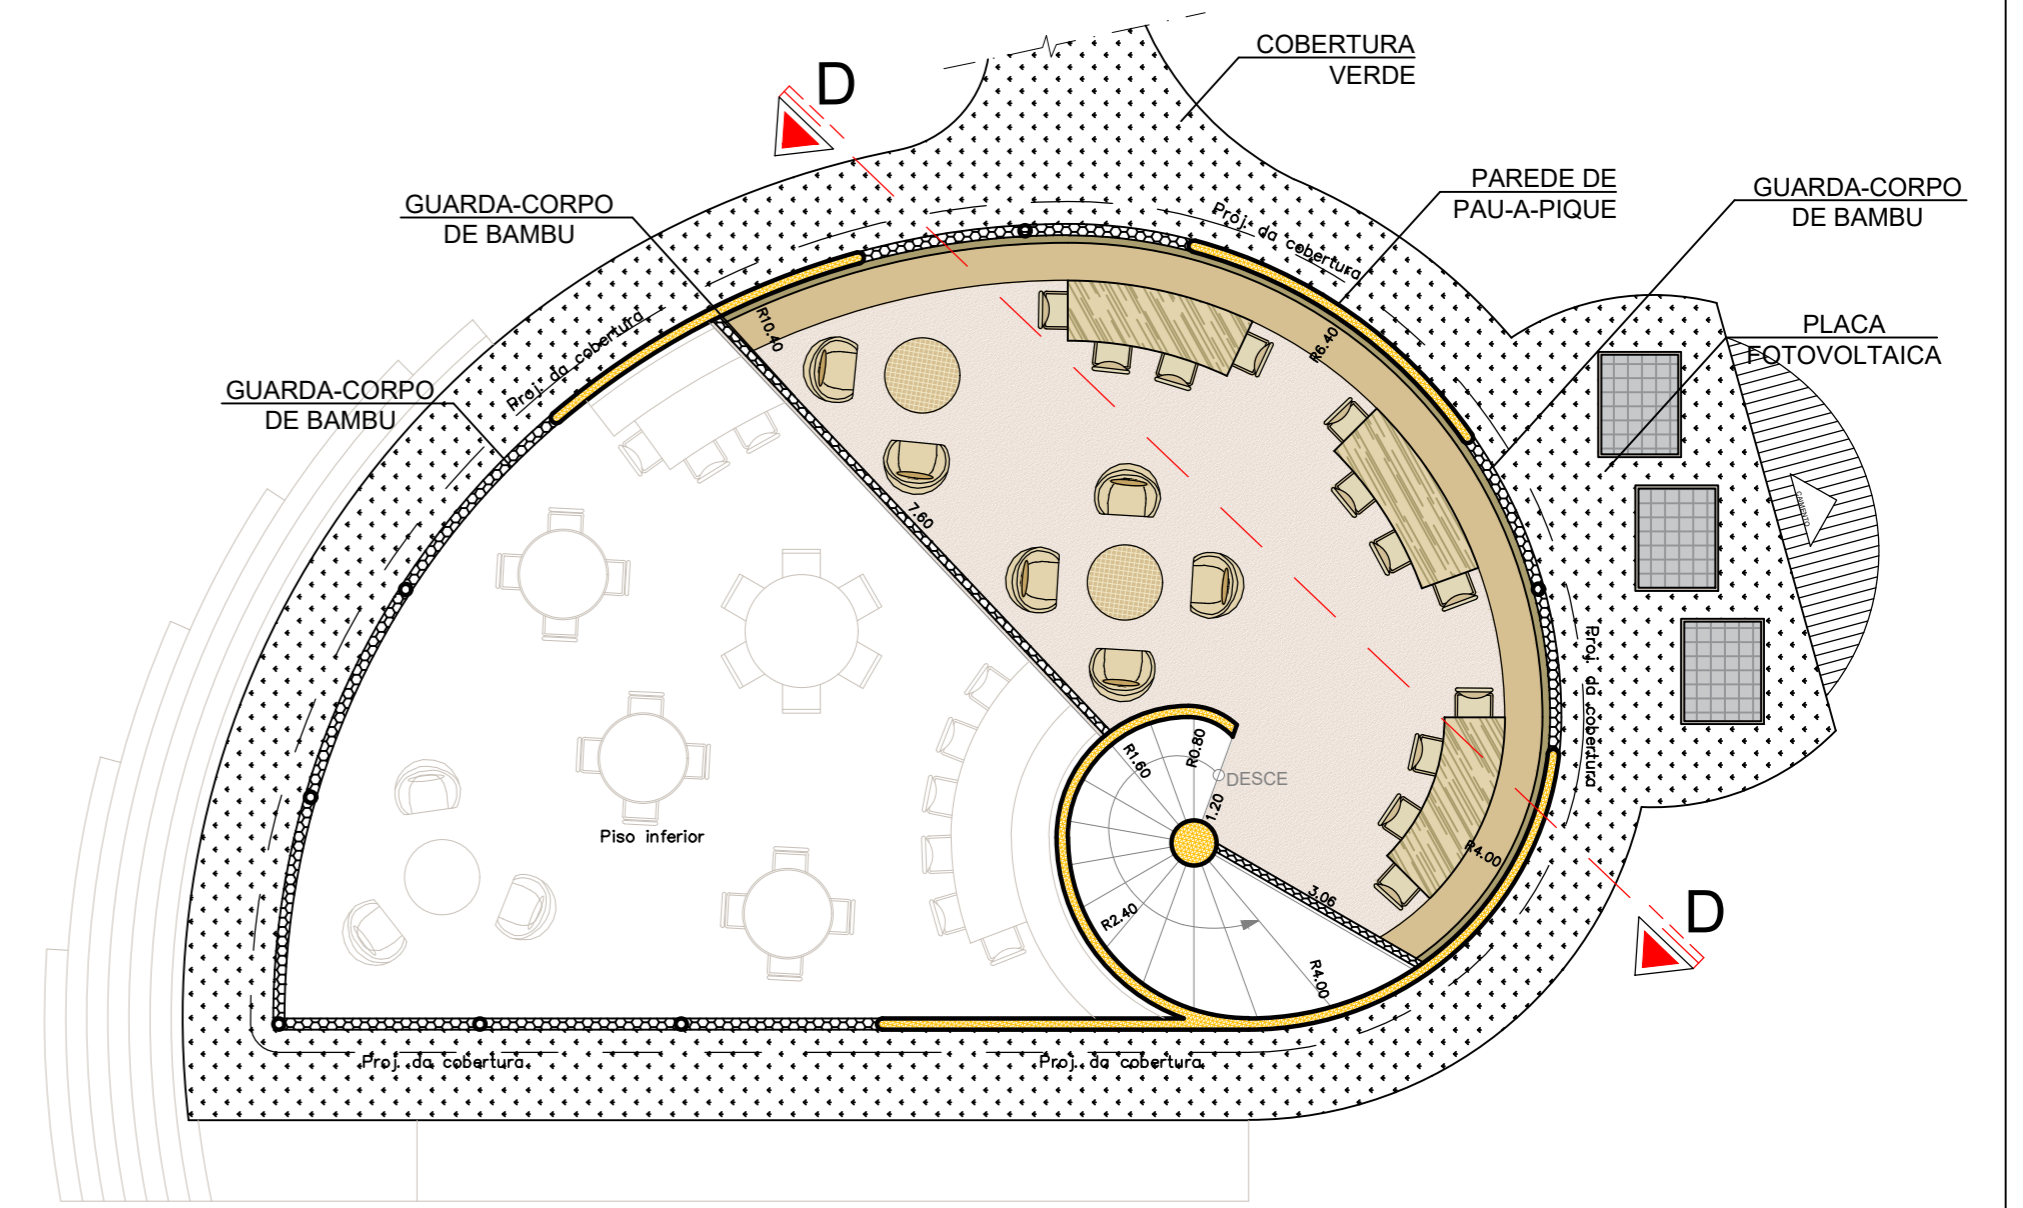 COBERTURA
VERDE
D
PAREDE DE
PAU-A-PIQUE
GUARDA-CORPO
DE BAMBU
GUARDA-CORPO
DE BAMBU
Proj. da cobertura
PLACA
FOTOVOLTAICA
R10.40
R6.40
Proj. da cobertura
GUARDA-CORPO
DE BAMBU
7.60
CAIMENTO
Proj. da cobertura
R1.60
R0.80
DESCE
1.20
Piso inferior
R4.00
3.06
R2.40
R4.00
D
Proj. da cobertura
Proj. da cobertura